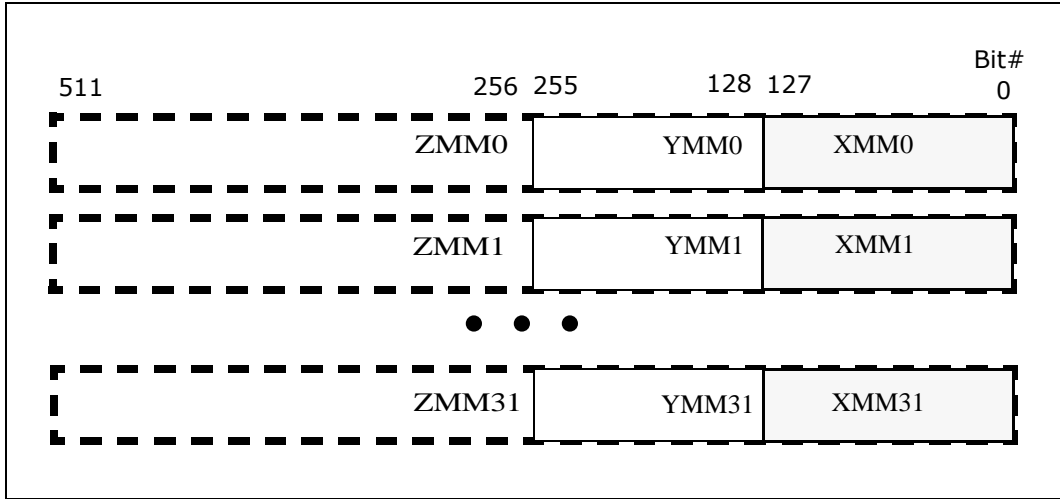 Bit#
511 256 255 128 127 0
ZMM0 YMM0 XMM0
ZMM1 YMM1 XMM1
• • •
ZMM31 YMM31 XMM31